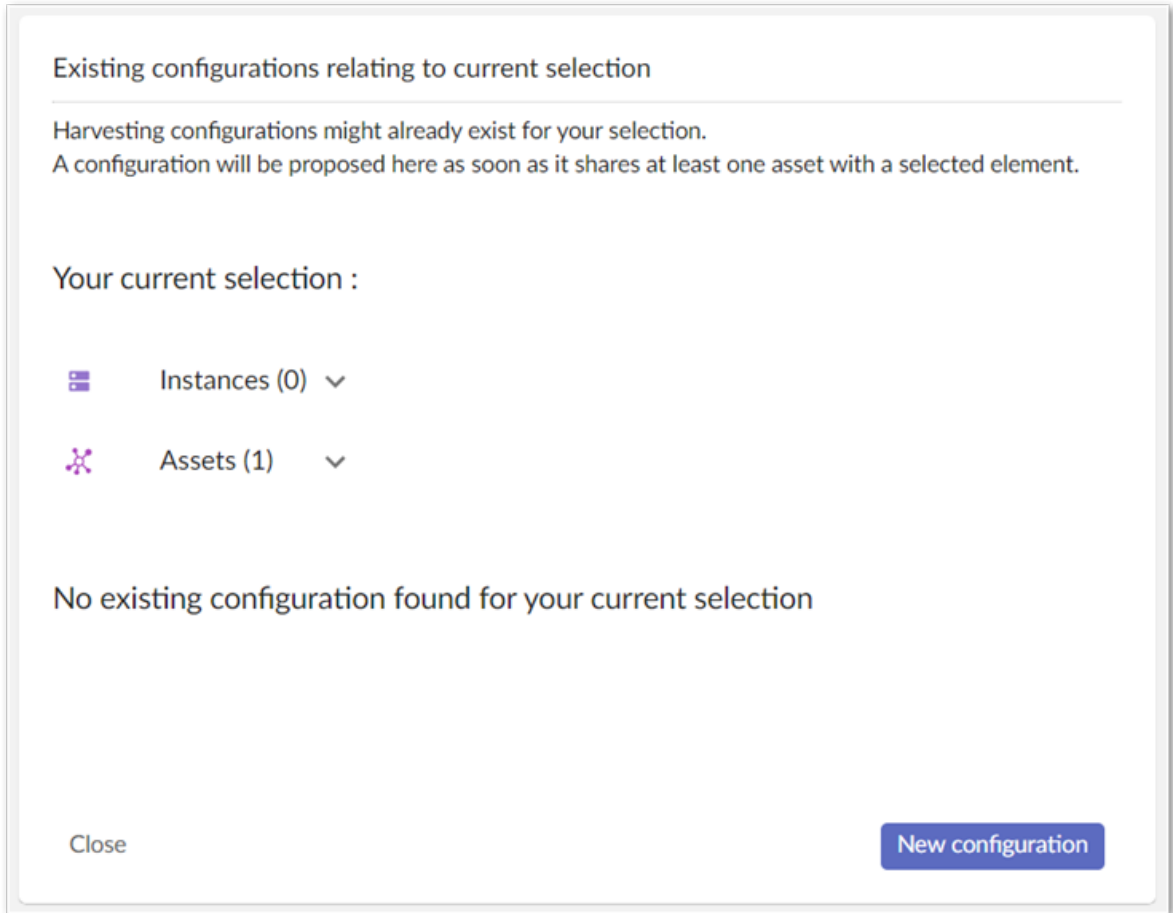 Existing configurations relating to current selection
Harvesting configurations might already exist for your selection.
A configuration will be proposed here as soon as it shares at least one asset with a selected element.
Your current selection :
Instances (0)
Assets (1)
No existing configuration found for your current selection
Close
New configuration